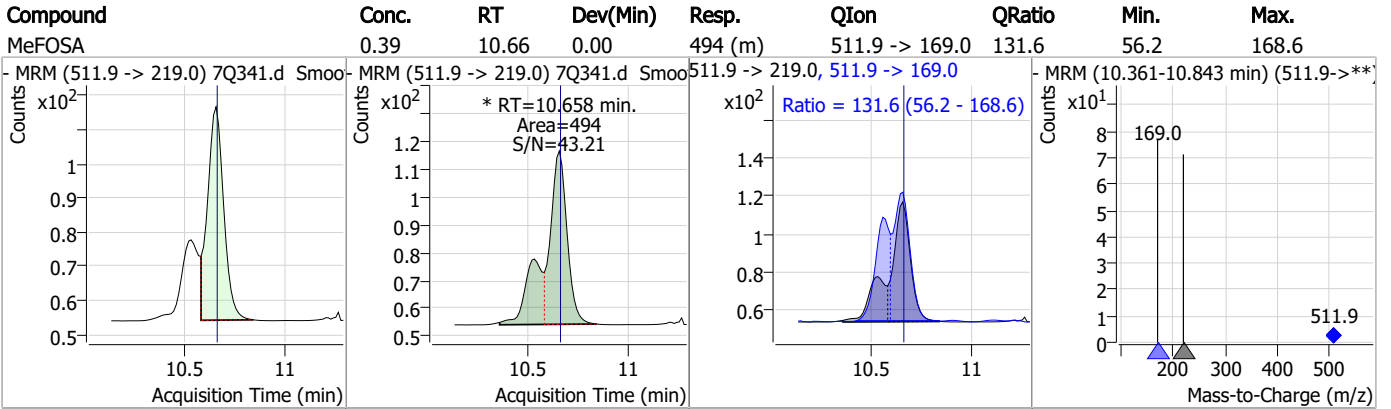 Compound Conc. RT Dev(Min) Resp. QIon QRatio Min. Max.
MeFOSA 0.39 10.66 0.00 494 (m) 511.9 -> 169.0 131.6 56.2 168.6
- MRM (511.9 -> 219.0) 7Q341.d Smoo
Counts
x10²
1
1
0.9
0.8
0.7
0.6
0.5
10.5 11
Acquisition Time (min)
- MRM (511.9 -> 219.0) 7Q341.d Smoo
Counts
x10²
* RT=10.658 min.
Area=494
S/N=43.21
1.2
1.1
1
0.9
0.8
0.7
0.6
0.5
10.5 11
Acquisition Time (min)
511.9 -> 219.0, 511.9 -> 169.0
x10²
Ratio = 131.6 (56.2 - 168.6)
1.4
1.2
1
0.8
0.6
10.5 11
Acquisition Time (min)
- MRM (10.361-10.843 min) (511.9->**)
Counts
x10¹
169.0
8
7
6
5
4
3
2
1
0
511.9
200 300 400 500
Mass-to-Charge (m/z)